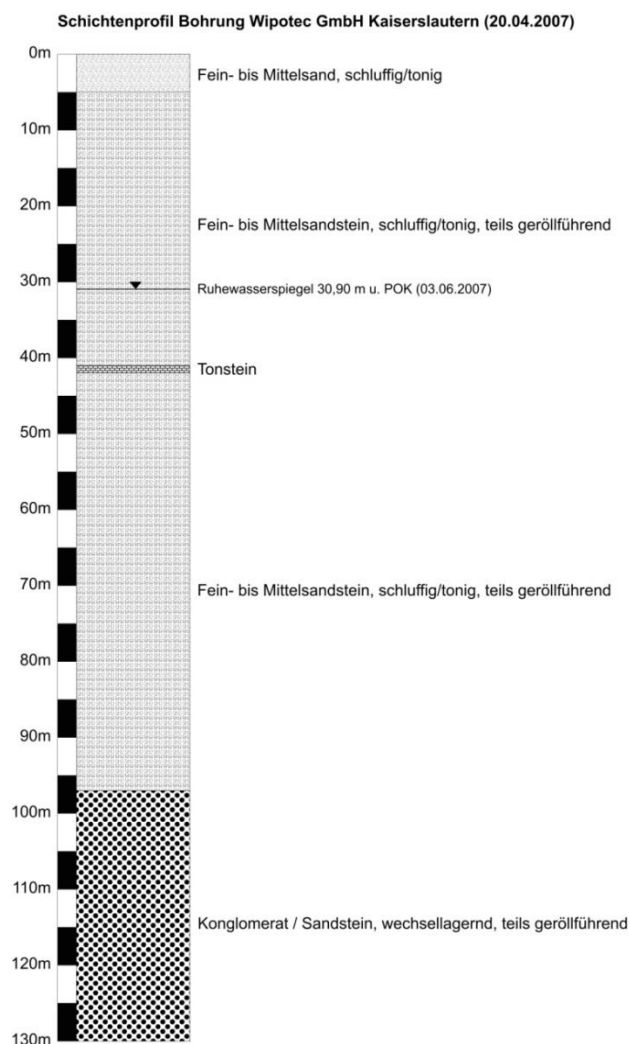 Schichtenprofil Bohrung Wipotec GmbH Kaiserslautern (20.04.2007)
0m
Fein- bis Mittelsand, schluffig/tonig
10m
20m
Fein- bis Mittelsandstein, schluffig/tonig, teils geröllführend
30m
Ruhewasserspiegel 30,90 m u. POK (03.06.2007)
40m
Tonstein
50m
60m
70m
Fein- bis Mittelsandstein, schluffig/tonig, teils geröllführend
80m
90m
100m
110m
Konglomerat / Sandstein, wechsellagernd, teils geröllführend
120m
130m